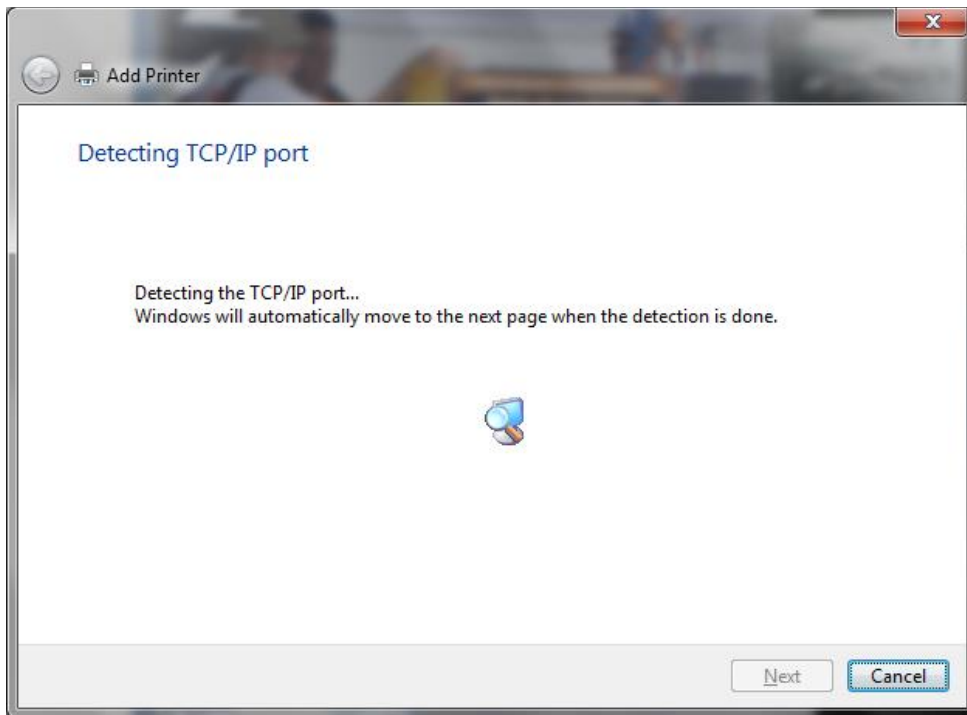 Add Printer
Detecting TCP/IP port
Detecting the TCP/IP port...
Windows will automatically move to the next page when the detection is done.
Next
Cancel